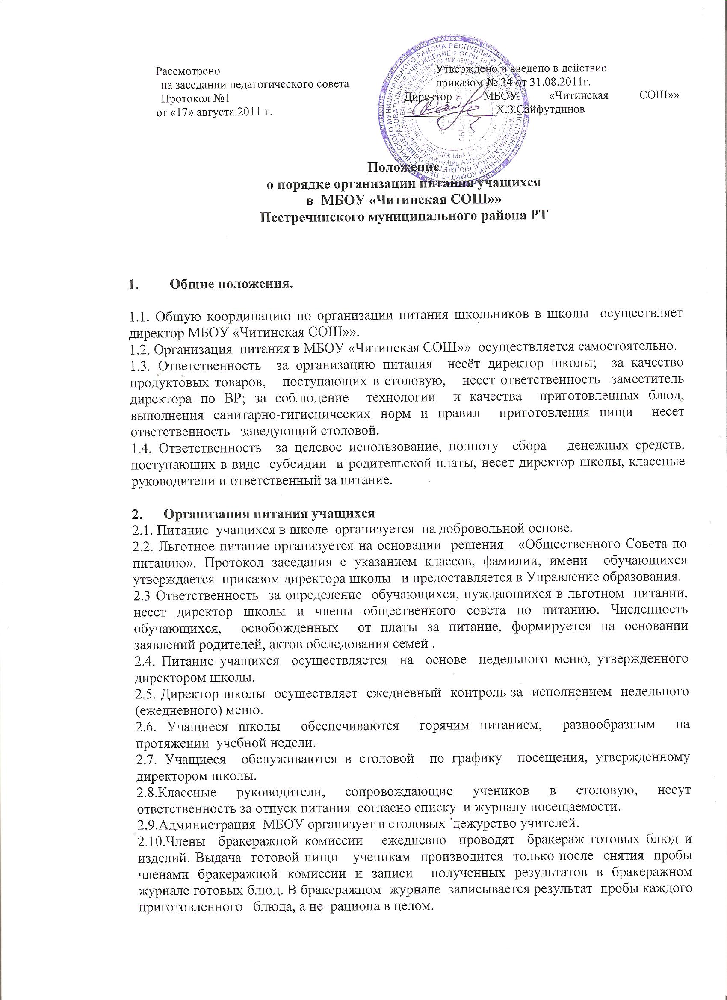 Рассмотрено
на заседании педагогического совета
Протокол №1
от «17» августа 2011 г.
Утверждено и введено в действие
приказом № 34 от 31.08.2011г.
Директор МБОУ «Читинская СОШ»»
Х.З.Сайфутдинов
Положение
о порядке организации питания учащихся
в МБОУ «Читинская СОШ»»
Пестречинского муниципального района РТ
1. Общие положения.
1.1. Общую координацию по организации питания школьников в школы осуществляет
директор МБОУ «Читинская СОШ»».
1.2. Организация питания в МБОУ «Читинская СОШ»» осуществляется самостоятельно.
1.3. Ответственность за организацию питания несёт директор школы; за качество
продуктовых товаров, поступающих в столовую, несет ответственность заместитель
директора по ВР; за соблюдение технологии и качества приготовленных блюд,
выполнения санитарно-гигиенических норм и правил приготовления пищи несет
ответственность заведующий столовой.
1.4. Ответственность за целевое использование, полноту сбора денежных средств,
поступающих в виде субсидии и родительской платы, несет директор школы, классные
руководители и ответственный за питание.
2. Организация питания учащихся
2.1. Питание учащихся в школе организуется на добровольной основе.
2.2. Льготное питание организуется на основании решения «Общественного Совета по
питанию». Протокол заседания с указанием классов, фамилии, имени обучающихся
утверждается приказом директора школы и предоставляется в Управление образования.
2.3 Ответственность за определение обучающихся, нуждающихся в льготном питании,
несет директор школы и члены общественного совета по питанию. Численность
обучающихся, освобожденных от платы за питание, формируется на основании
заявлений родителей, актов обследования семей .
2.4. Питание учащихся осуществляется на основе недельного меню, утвержденного
директором школы.
2.5. Директор школы осуществляет ежедневный контроль за исполнением недельного
(ежедневного) меню.
2.6. Учащиеся школы обеспечиваются горячим питанием, разнообразным на
протяжении учебной недели.
2.7. Учащиеся обслуживаются в столовой по графику посещения, утвержденному
директором школы.
2.8.Классные руководители, сопровождающие учеников в столовую, несут
ответственность за отпуск питания согласно списку и журналу посещаемости.
2.9.Администрация МБОУ организует в столовых дежурство учителей.
2.10.Члены бракеражной комиссии ежедневно проводят бракераж готовых блюд и
изделий. Выдача готовой пищи ученикам производится только после снятия пробы
членами бракеражной комиссии и записи полученных результатов в бракеражном
журнале готовых блюд. В бракеражном журнале записывается результат пробы каждого
приготовленного блюда, а не рациона в целом.